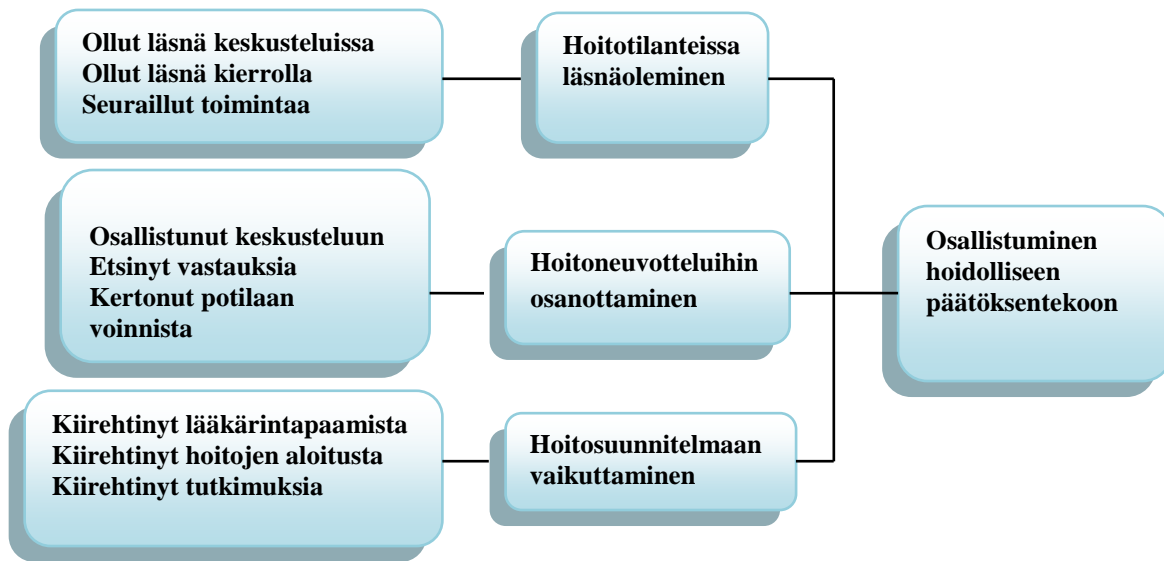 Ollut läsnä keskusteluissa
Ollut läsnä kierrolla
Seuraillut toimintaa
Hoitotilanteissa
läsnäoleminen
Osallistunut keskusteluun
Etsinyt vastauksia
Kertonut potilaan
voinnista
Hoitoneuvotteluihin
osanottaminen
Osallistuminen
hoidolliseen
päätöksentekoon
Kiirehtinyt lääkärintapaamista
Kiirehtinyt hoitojen aloitusta
Kiirehtinyt tutkimuksia
Hoitosuunnitelmaan
vaikuttaminen